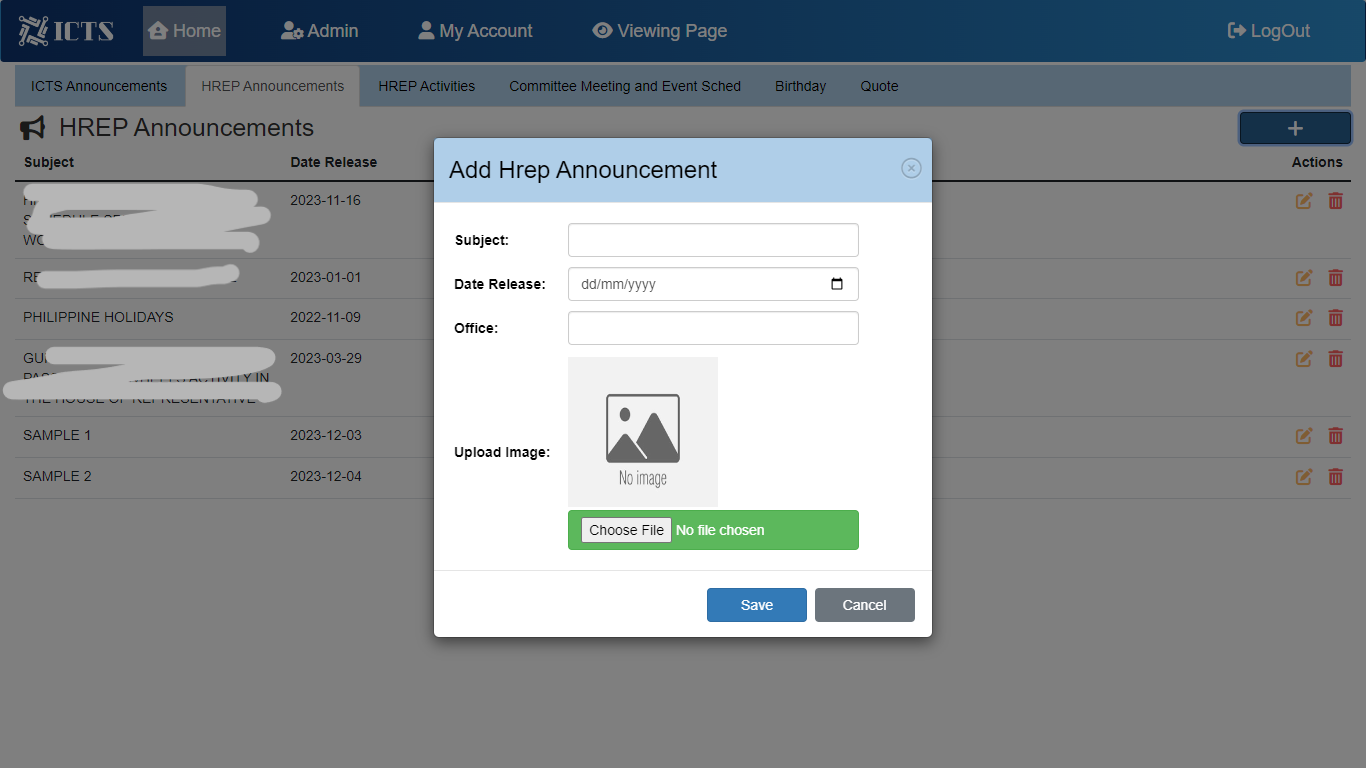 ICTS Home Admin My Account Viewing Page LogOut
ICTS Announcements HREP Announcements HREP Activities Committee Meeting and Event Sched Birthday Quote
HREP Announcements +
Subject Date Release Actions
2023-11-16
2023-01-01
PHILIPPINE HOLIDAYS 2022-11-09
2023-03-29
ACTIVITY IN
THE HOUSE OF REPRESENTATIVE
SAMPLE 1 2023-12-03
SAMPLE 2 2023-12-04
Add Hrep Announcement
Subject:
Date Release: dd/mm/yyyy
Office:
No image
Upload Image:
Choose File No file chosen
Save Cancel